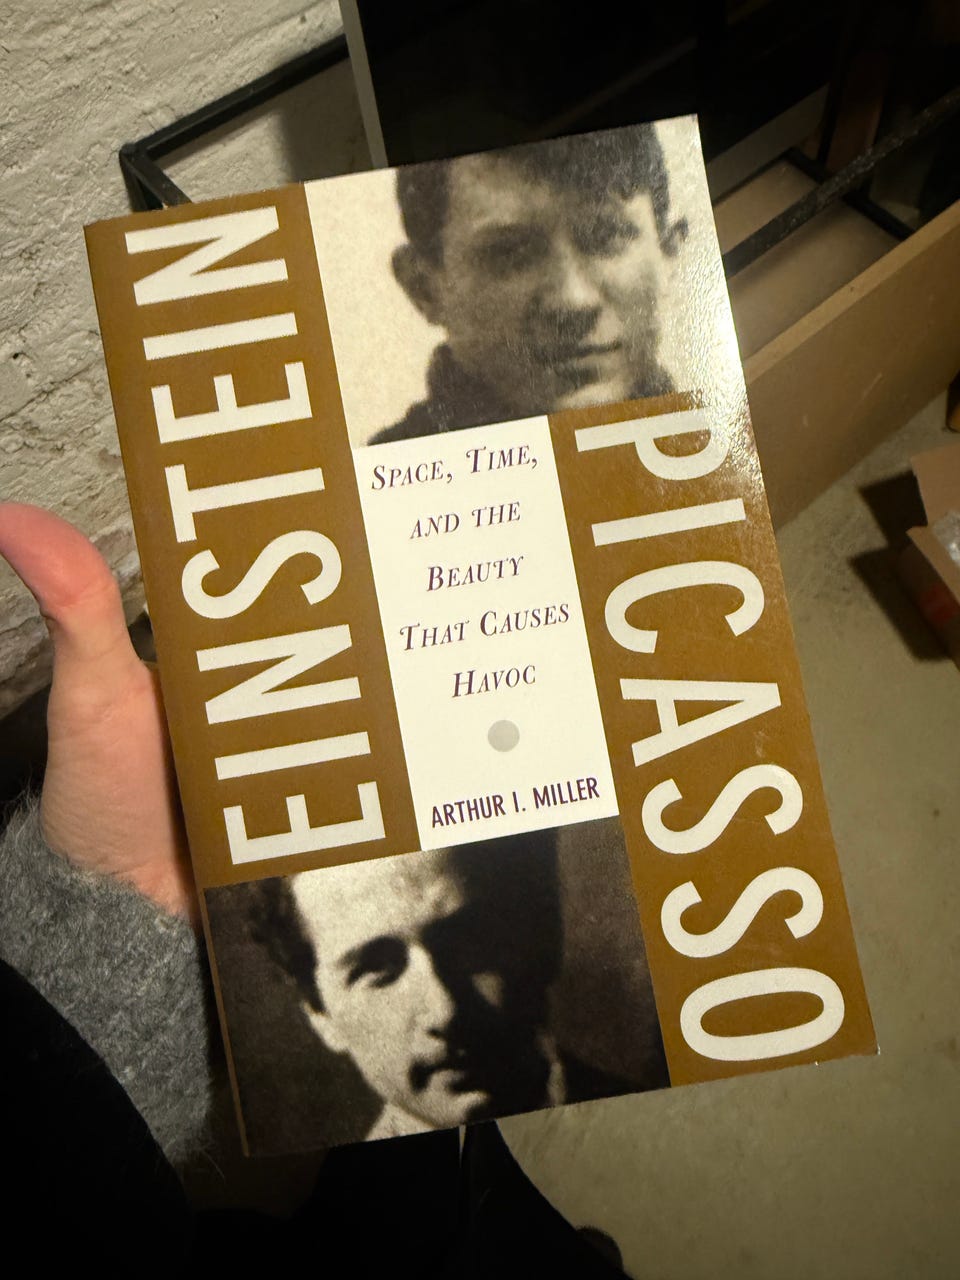 EINSTEIN
PICASSO
SPACE, TIME,
AND THE
BEAUTY
THAT CAUSES
HAVOC
ARTHUR I. MILLER